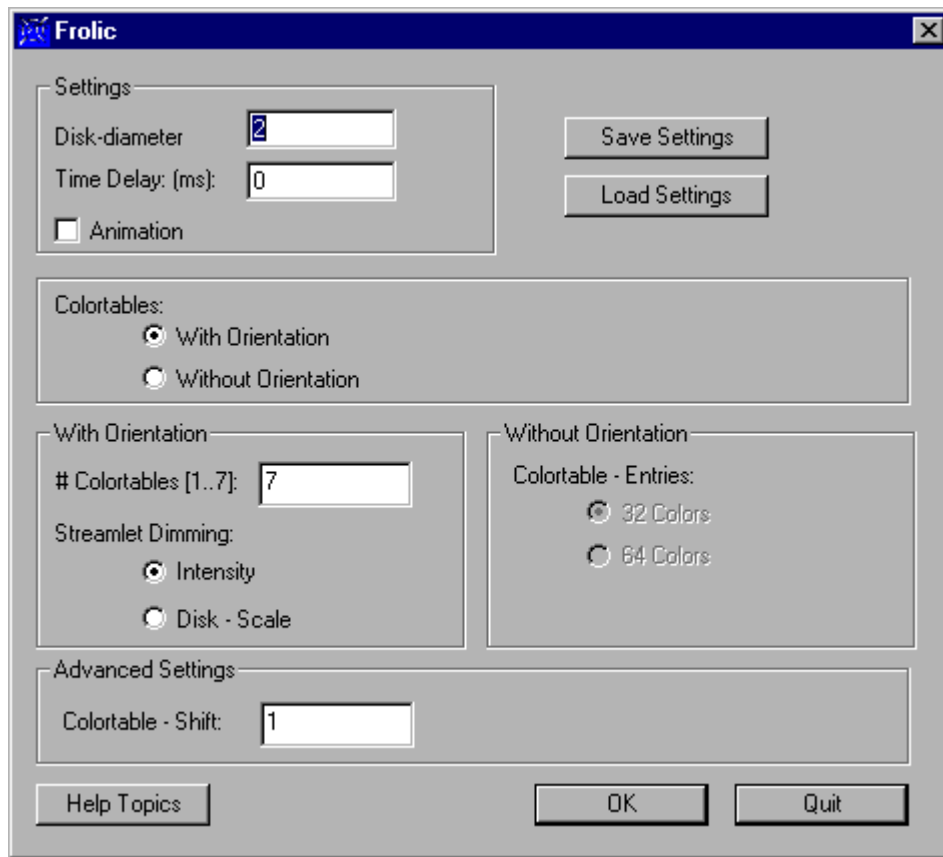 Frolic
Settings
Disk-diameter 2
Time Delay: (ms): 0
Animation
Save Settings
Load Settings
Colortables:
With Orientation
Without Orientation
With Orientation
# Colortables [1..7]: 7
Streamlet Dimming:
Intensity
Disk - Scale
Without Orientation
Colortable - Entries:
32 Colors
64 Colors
Advanced Settings
Colortable - Shift: 1
Help Topics
OK
Quit